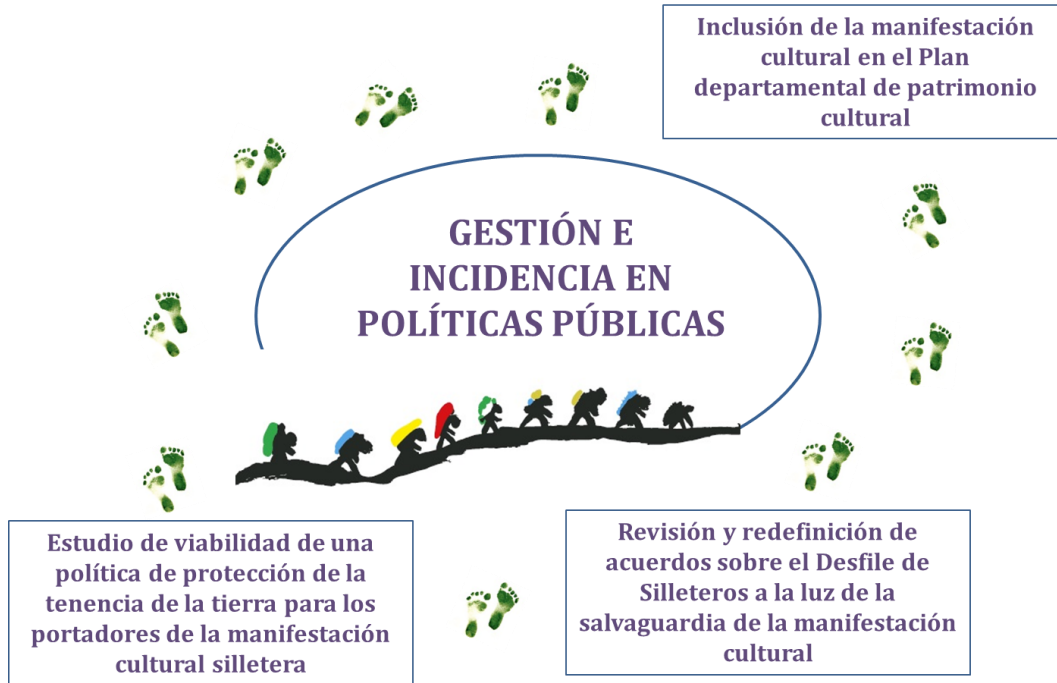 Inclusión de la manifestación
cultural en el Plan
departamental de patrimonio
cultural
GESTIÓN E
INCIDENCIA EN
POLÍTICAS PÚBLICAS
Estudio de viabilidad de una
política de protección de la
tenencia de la tierra para los
portadores de la manifestación
cultural silletera
Revisión y redefinición de
acuerdos sobre el Desfile de
Silleteros a la luz de la
salvaguardia de la manifestación
cultural